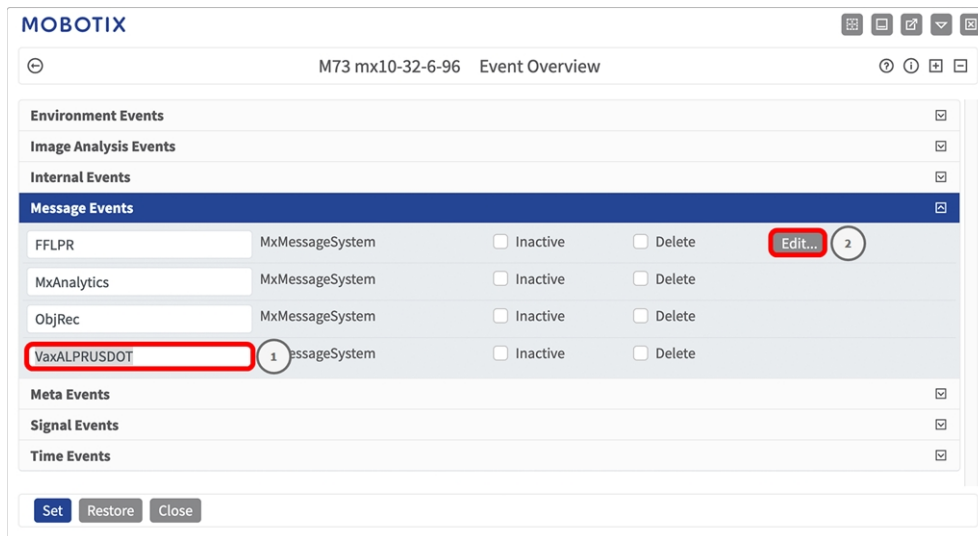 MOBOTIX
M73 mx10-32-6-96 Event Overview
Environment Events
Image Analysis Events
Internal Events
Message Events
FFLPR MxMessageSystem Inactive Delete Edit... 2
MxAnalytics MxMessageSystem Inactive Delete
ObjRec MxMessageSystem Inactive Delete
VaxALPRUSDOT 1 essageSystem Inactive Delete
Meta Events
Signal Events
Time Events
Set Restore Close